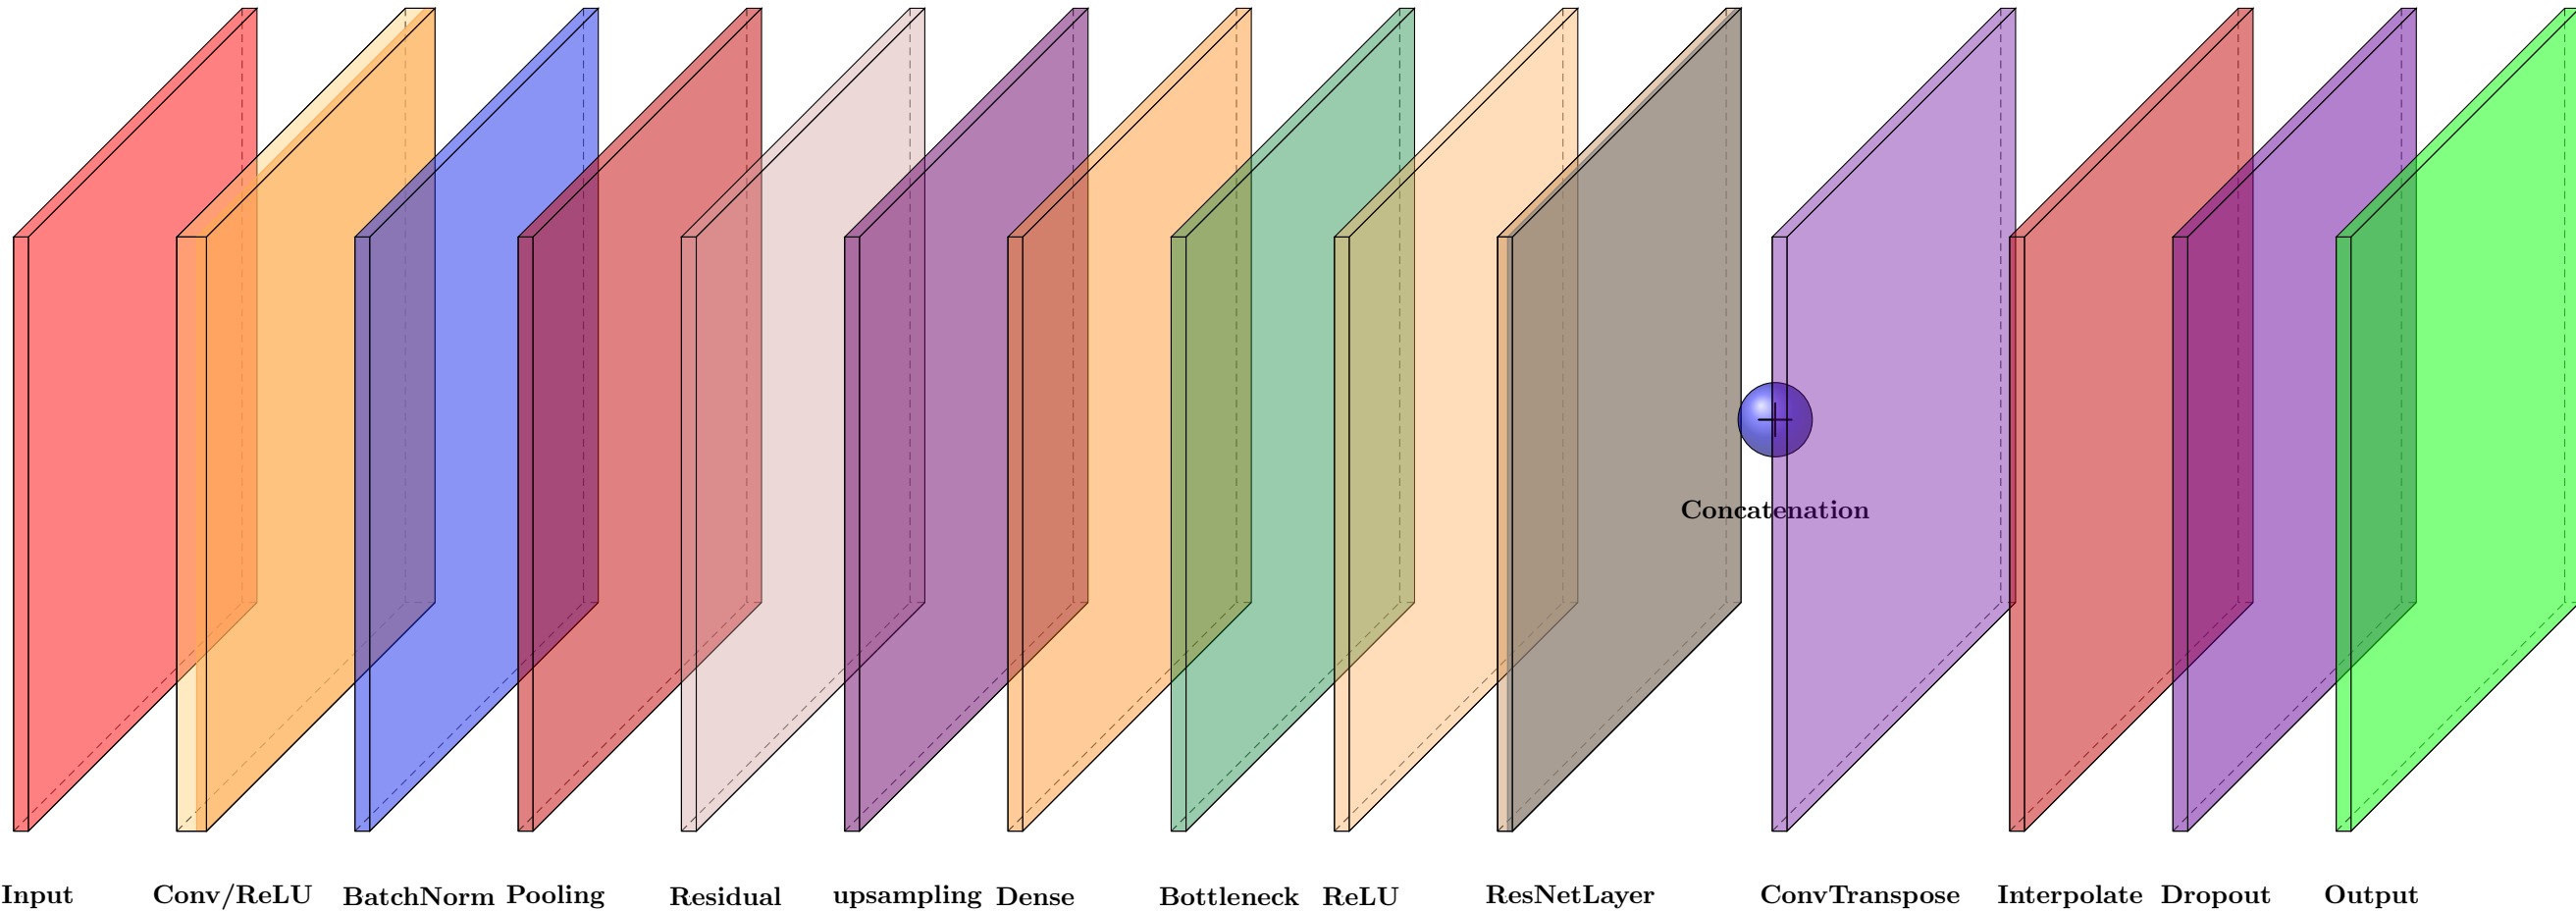 Concatenation
Input Conv/ReLU BatchNorm Pooling Residual upsampling Dense Bottleneck ReLU ResNetLayer ConvTranspose Interpolate Dropout Output